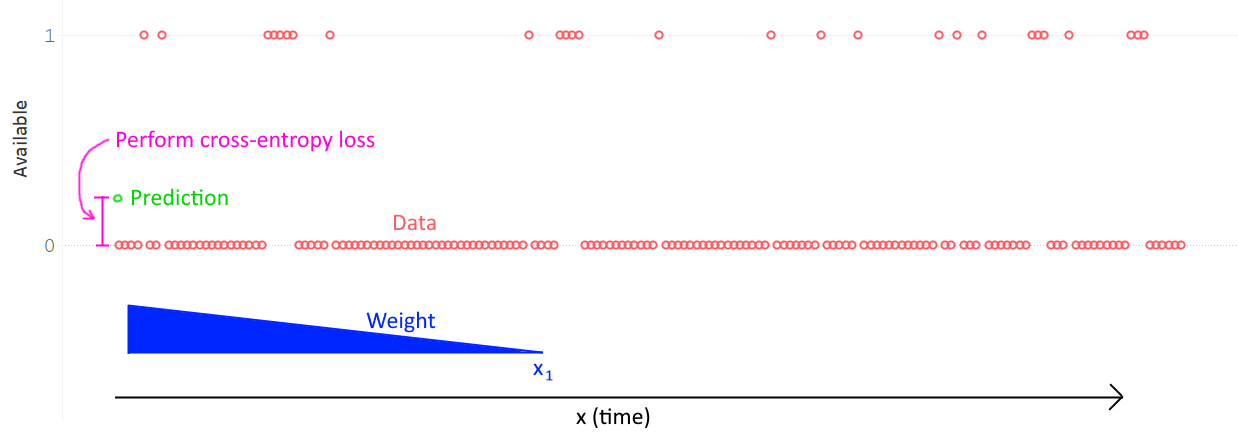 1
Available
Perform cross-entropy loss
Prediction
Data
0
Weight
x1
x (time)